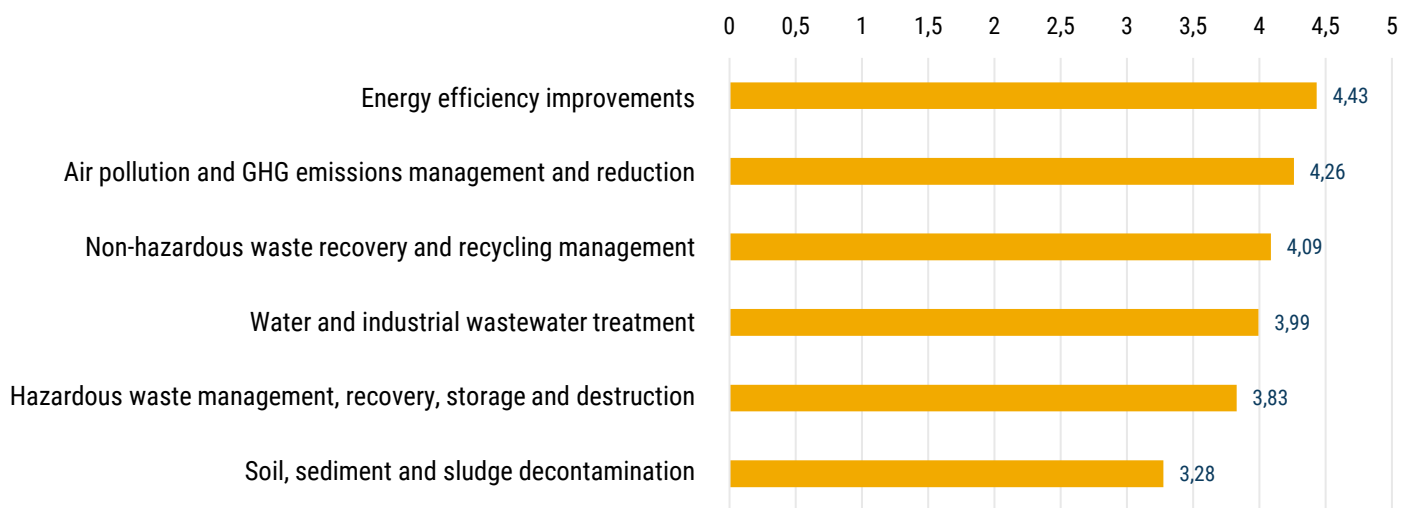 0 0,5 1 1,5 2 2,5 3 3,5 4 4,5 5
Energy efficiency improvements 4,43
Air pollution and GHG emissions management and reduction 4,26
Non-hazardous waste recovery and recycling management 4,09
Water and industrial wastewater treatment 3,99
Hazardous waste management, recovery, storage and destruction 3,83
Soil, sediment and sludge decontamination 3,28